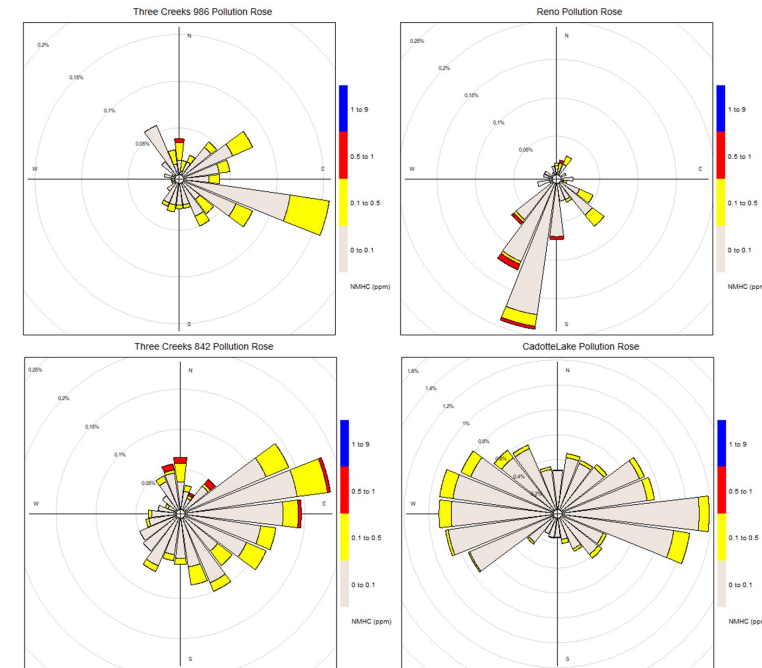 Three Creeks 986 Pollution Rose
N
0.2%
0.15%
0.1%
0.05%
W
E
S
1 to 9
0.5 to 1
0.1 to 0.5
0 to 0.1
NMHC (ppm)
Reno Pollution Rose
N
0.25%
0.2%
0.15%
0.1%
0.05%
W
E
S
1 to 9
0.5 to 1
0.1 to 0.5
0 to 0.1
NMHC (ppm
Three Creeks 842 Pollution Rose
N
0.25%
0.2%
0.15%
0.1%
0.05%
W
E
S
1 to 9
0.5 to 1
0.1 to 0.5
0 to 0.1
NMHC (ppm)
CadotteLake Pollution Rose
N
1.6%
1.4%
1.2%
1%
0.8%
0.6%
0.4%
0.2%
W
E
S
1 to 9
0.5 to 1
0.1 to 0.5
0 to 0.1
NMHC (ppm